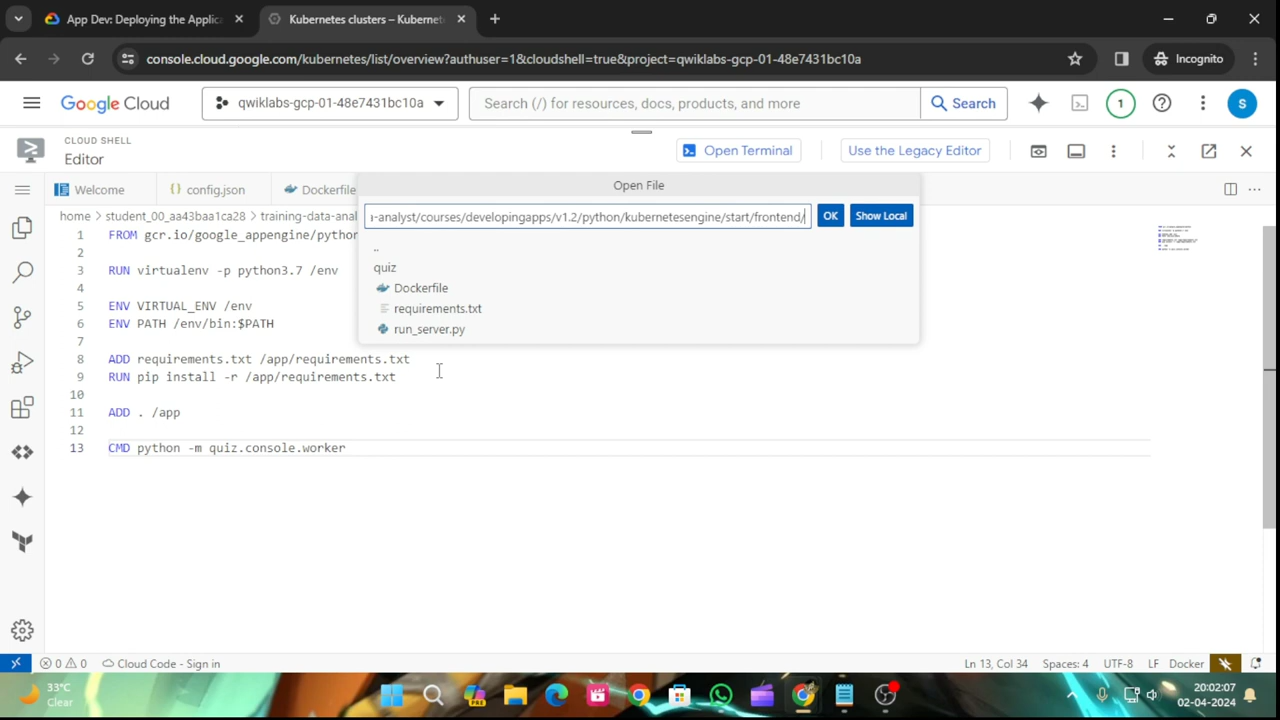 App Dev: Deploying the Applica
Kubernetes clusters – Kubernet
console.cloud.google.com/kubernetes/list/overview?authuser=1&cloudshell=true&project=qwiklabs-gcp-01-48e7431bc10a
Incognito
Google Cloud
qwiklabs-gcp-01-48e7431bc10a
Search (/) for resources, docs, products, and more
Search
1
S
CLOUD SHELL
Editor
Open Terminal
Use the Legacy Editor
Welcome
config.json
Dockerfile
Open File
home > student_00_aa43baa1ca28 > training-data-anal
ı-analyst/courses/developingapps/v1.2/python/kubernetesengine/start/frontend/
OK
Show Local
..
quiz
Dockerfile
requirements.txt
run_server.py
1 FROM gcr.io/google_appengine/python
2
3 RUN virtualenv -p python3.7 /env
4
5 ENV VIRTUAL_ENV /env
6 ENV PATH /env/bin:$PATH
7
8 ADD requirements.txt /app/requirements.txt
9 RUN pip install -r /app/requirements.txt
10
11 ADD . /app
12
13 CMD python -m quiz.console.worker
0 0
Cloud Code - Sign in
Ln 13, Col 34
Spaces: 4
UTF-8
LF
Docker
33°C
Clear
PRE
20:02:07
02-04-2024